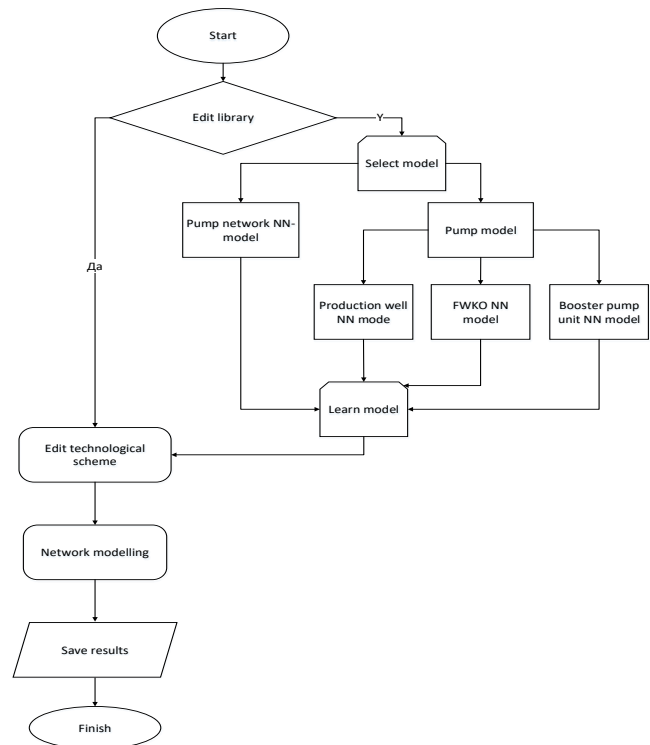 Start
Edit library
Y
Select model
Pump network NN-
model
Pump model
Да
Production well
NN mode
FWKO NN
model
Booster pump
unit NN model
Learn model
Edit technological
scheme
Network modelling
Save results
Finish